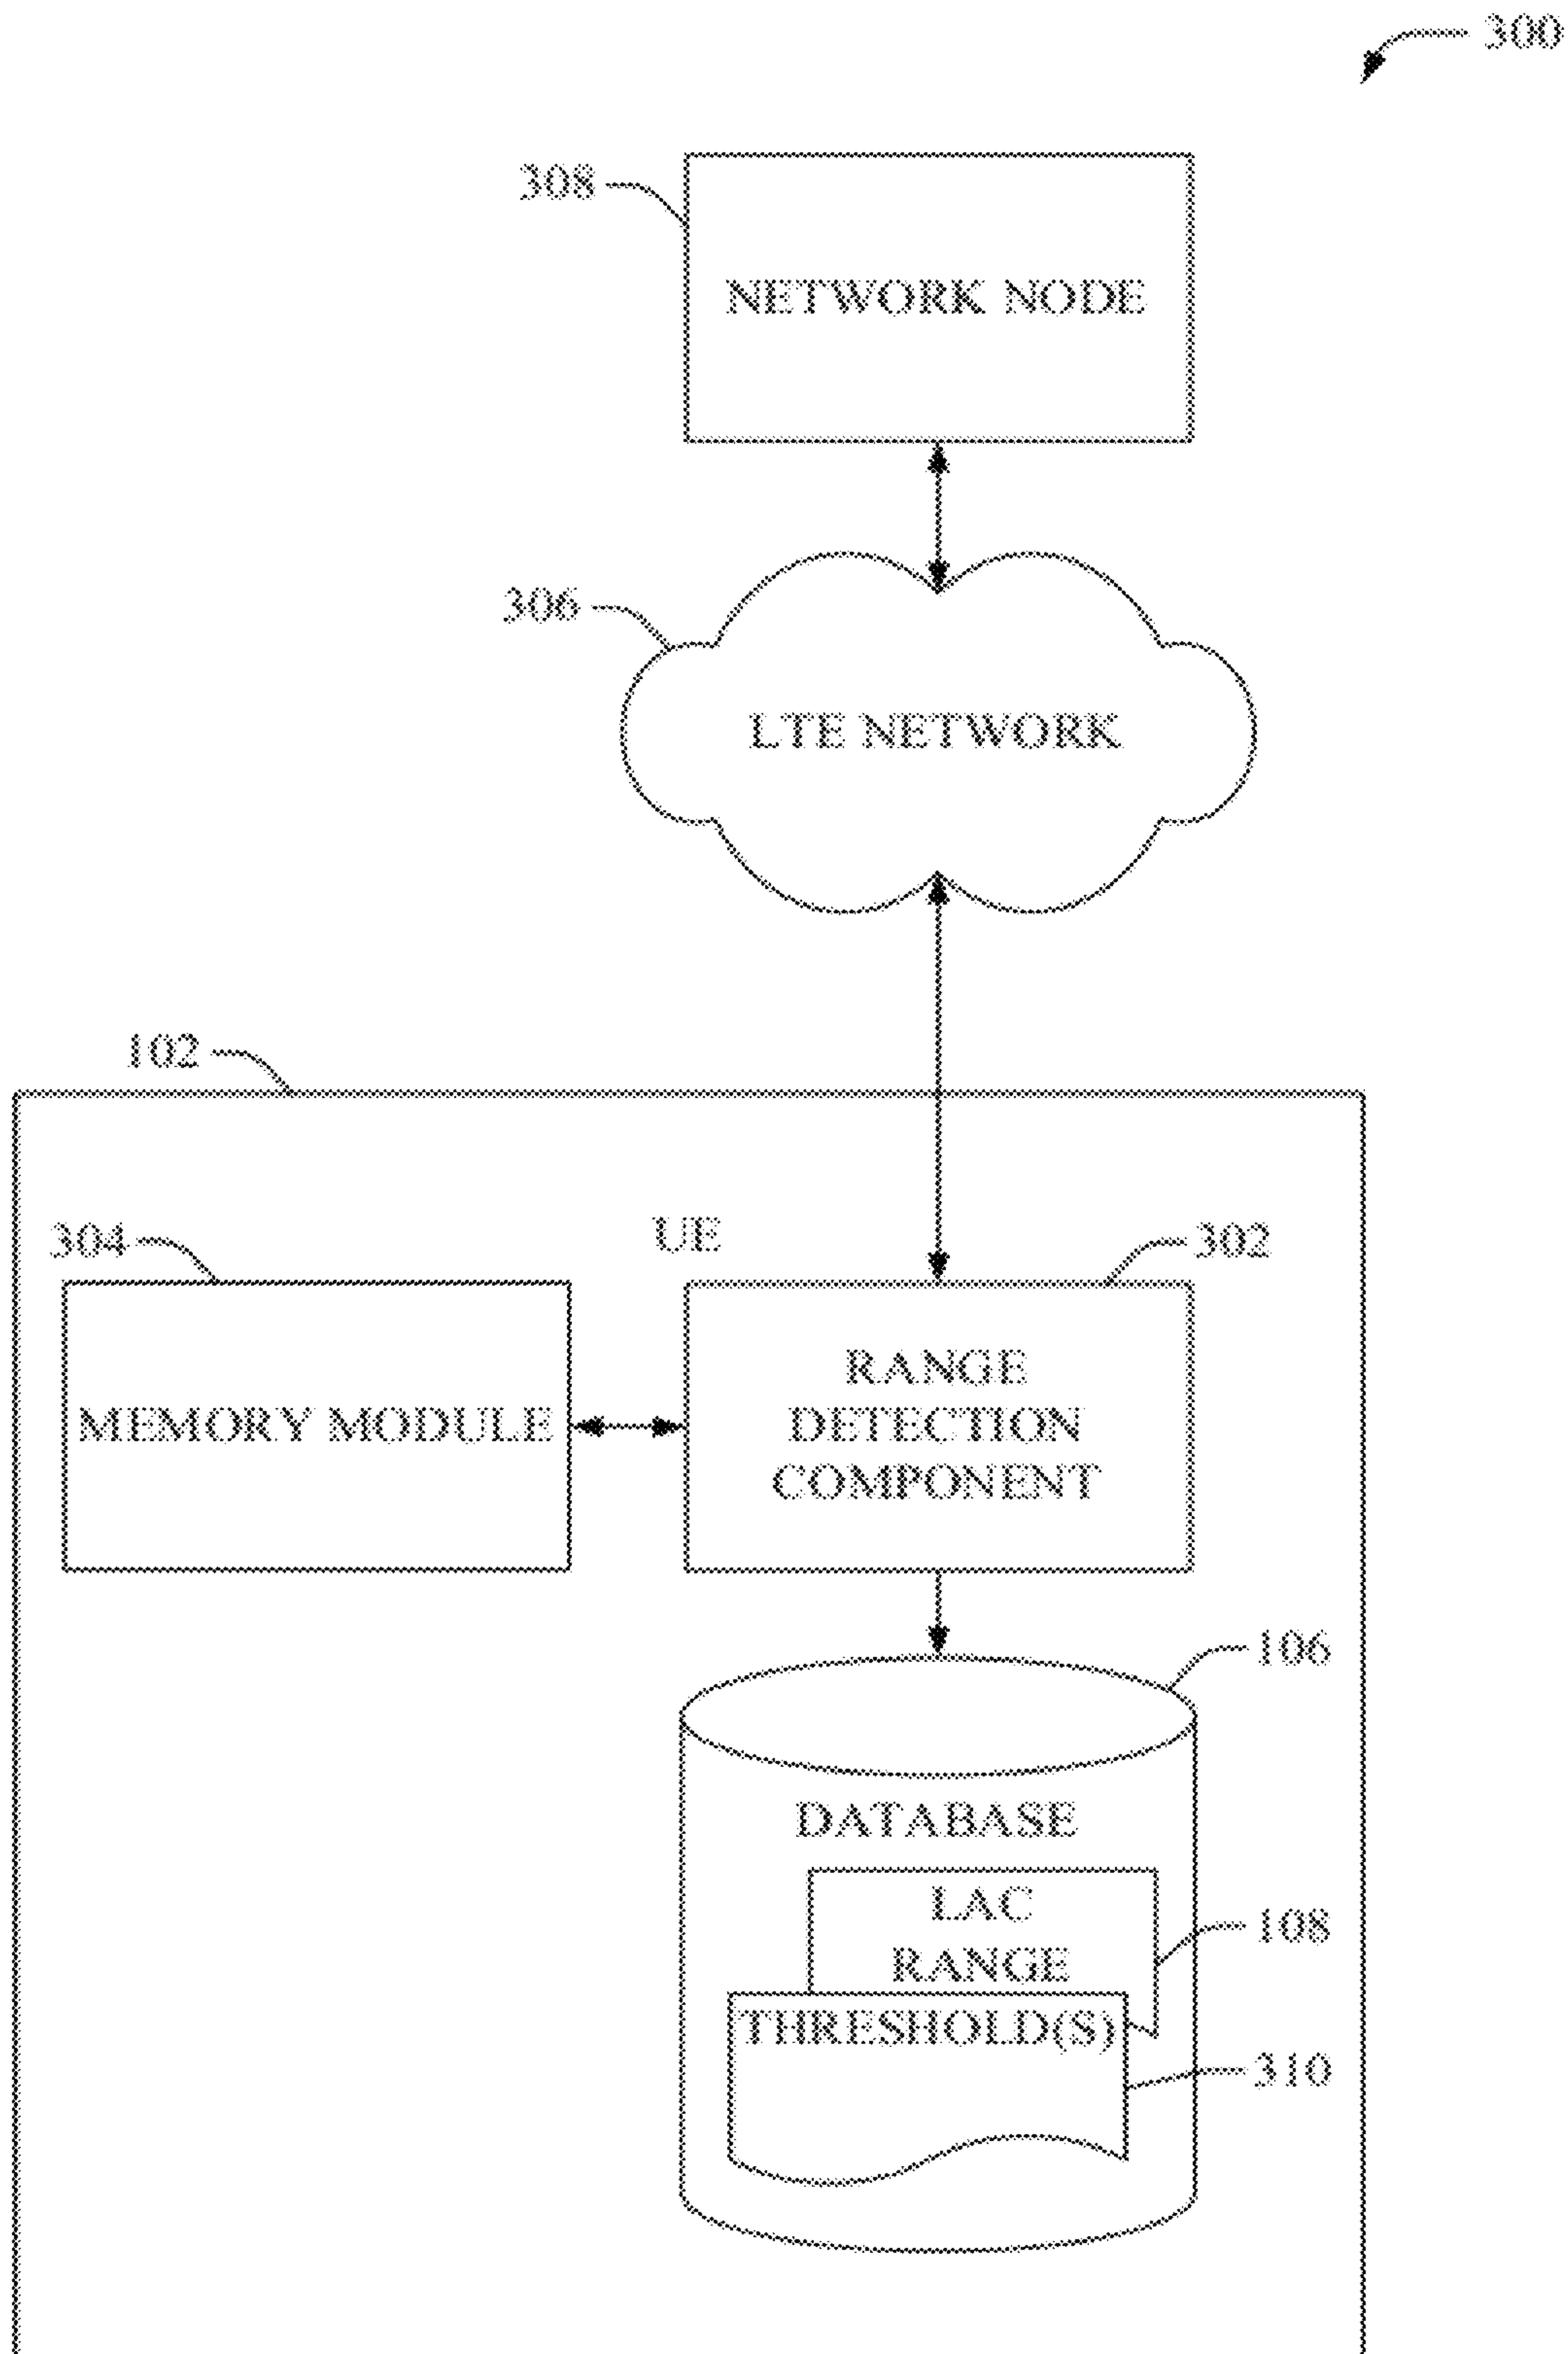 300
308
NETWORK NODE
306
LTE NETWORK
102
304
UE
302
MEMORY MODULE
RANGE
DETECTION
COMPONENT
106
DATABASE
LAC
RANGE
108
THRESHOLD(S)
310